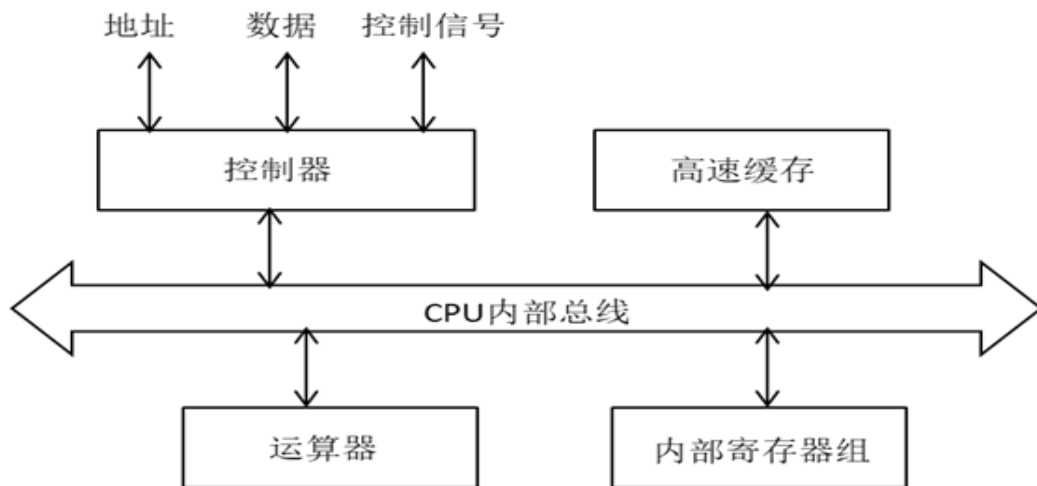 地址 数据 控制信号
控制器 高速缓存
CPU内部总线
运算器 内部寄存器组